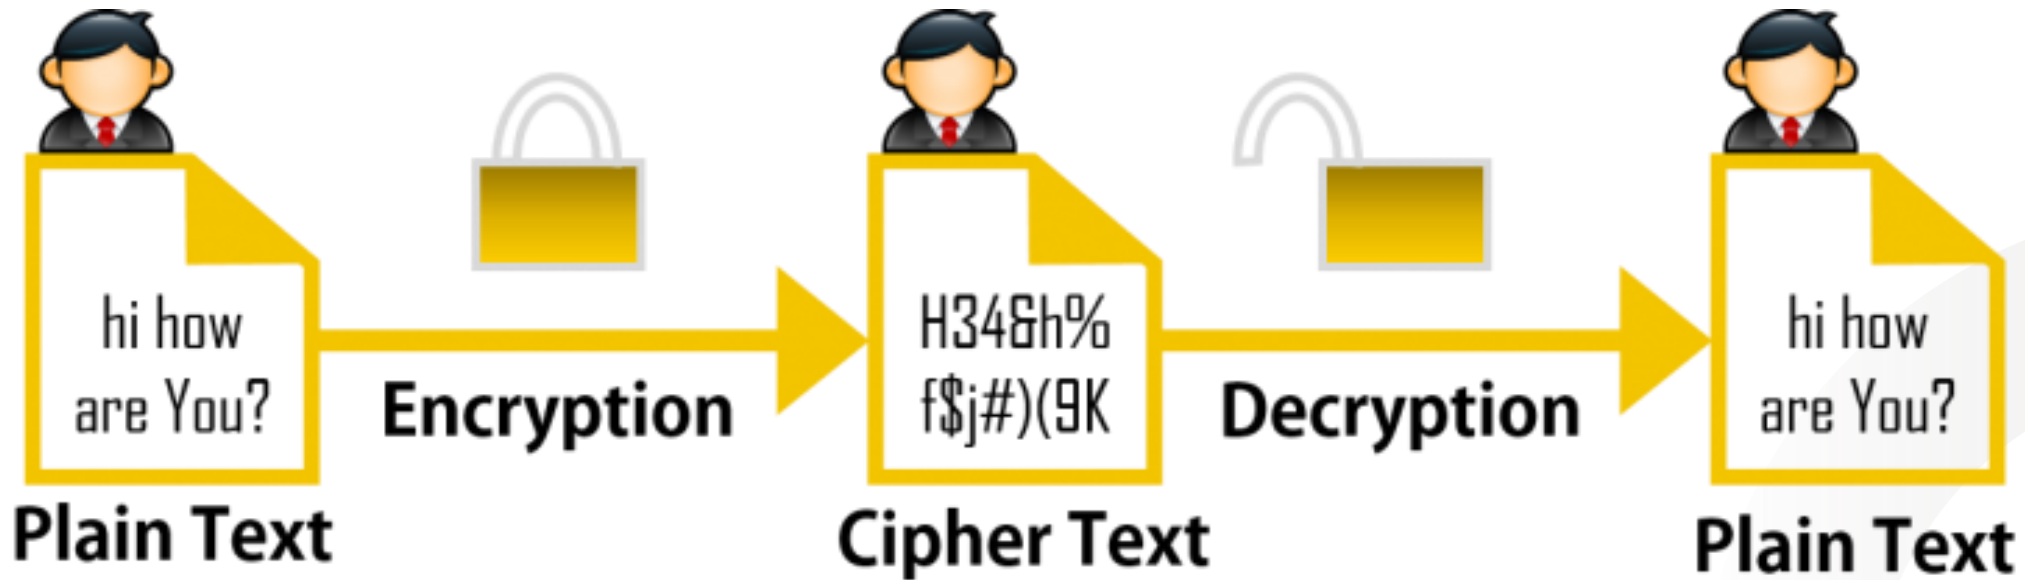 hi how
are You?
Plain Text
Encryption
H34&h%
f$j#)(9K
Cipher Text
Decryption
hi how
are You?
Plain Text